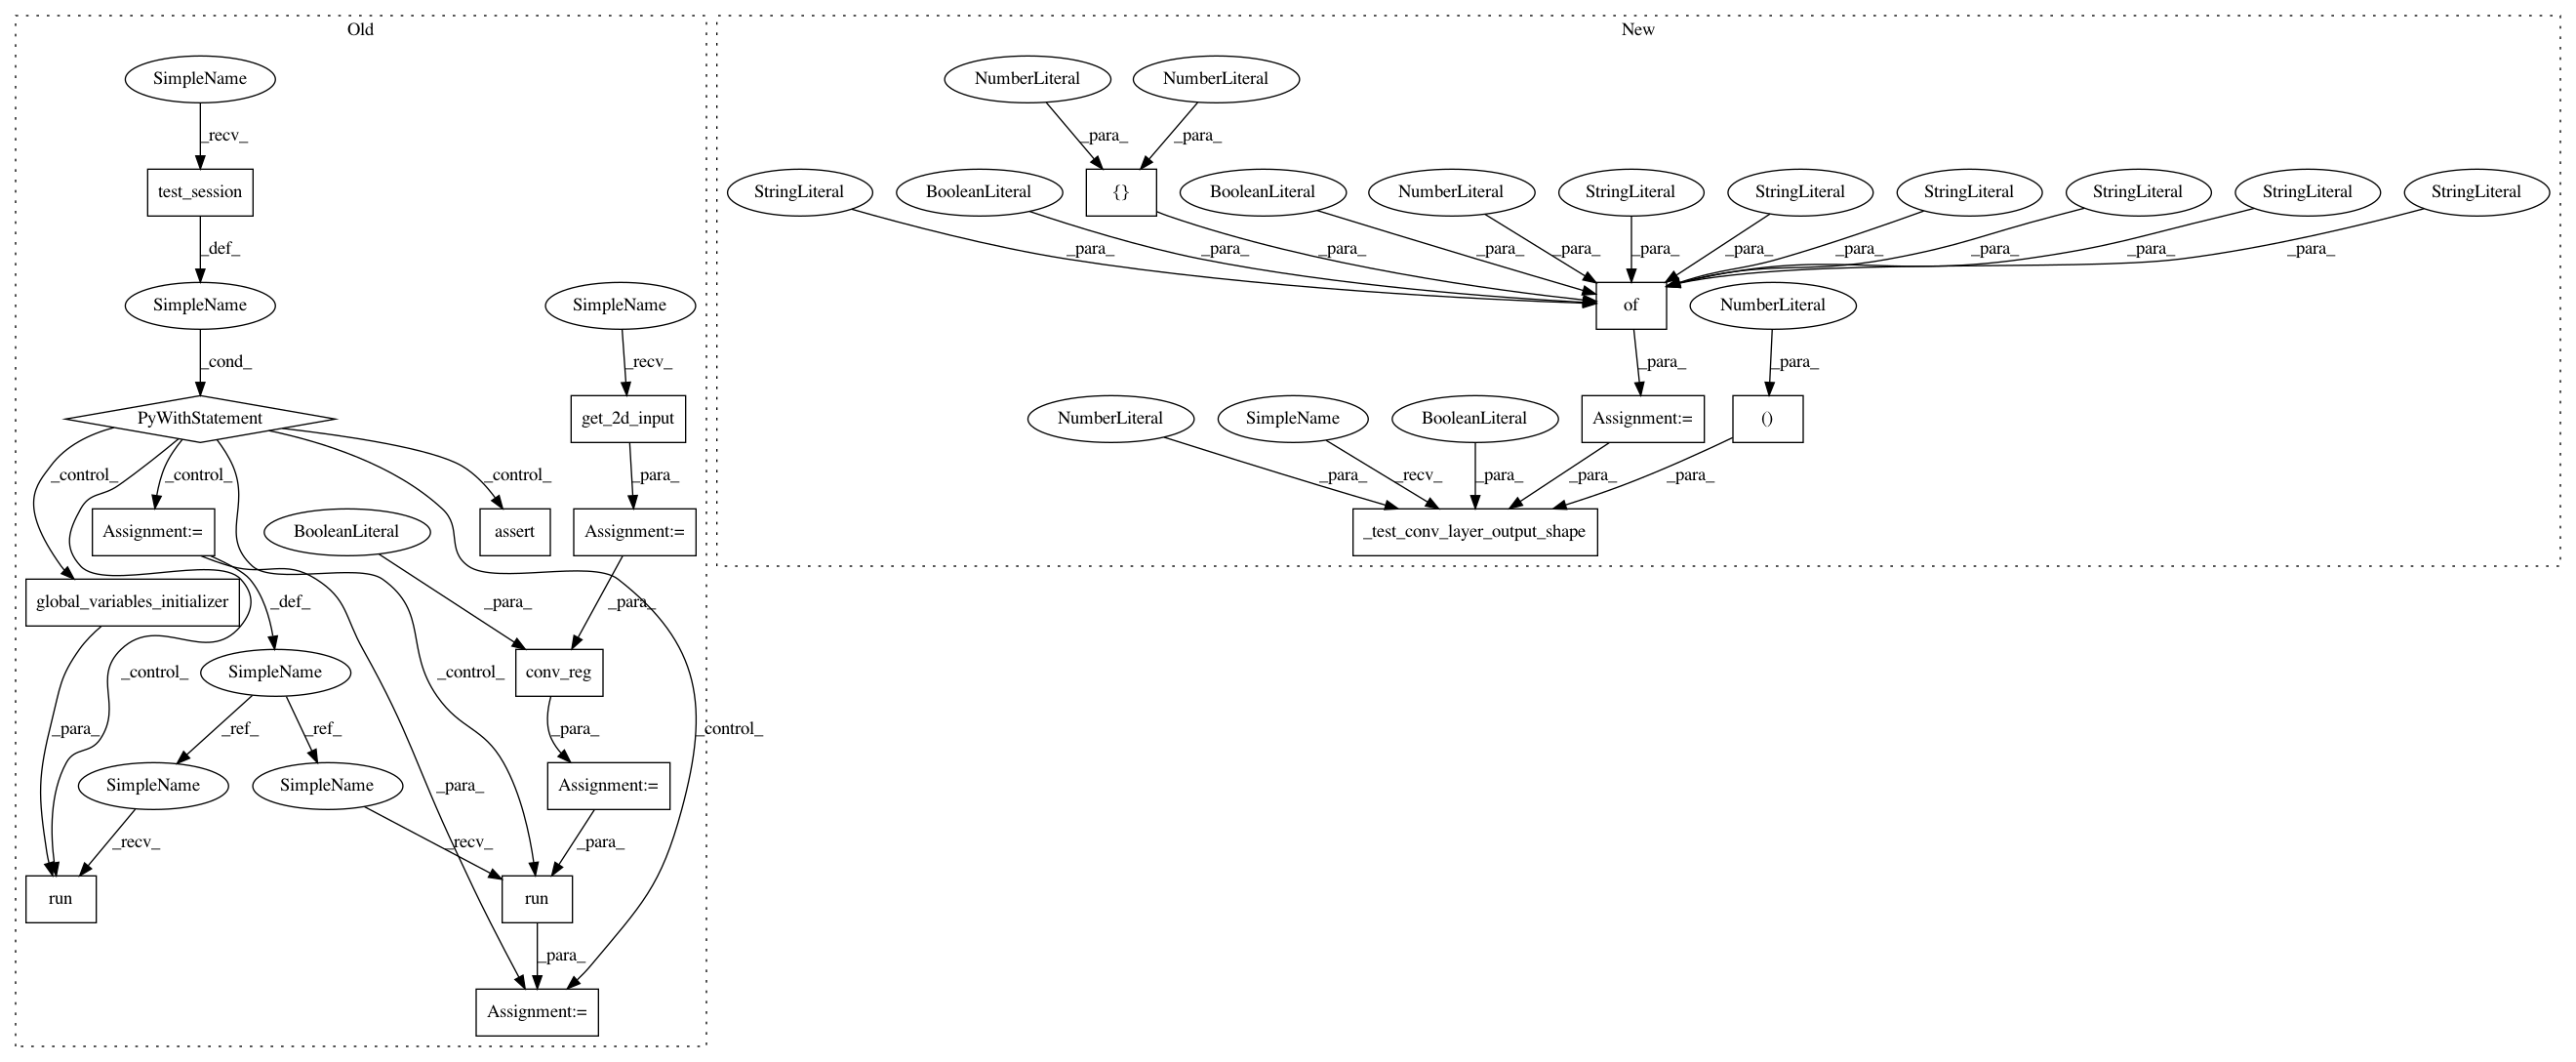 Old
New
SimpleName
NumberLiteral
NumberLiteral
_recv_
_para_
_para_
test_session
StringLiteral
BooleanLiteral
{}
BooleanLiteral
NumberLiteral
StringLiteral
StringLiteral
StringLiteral
StringLiteral
StringLiteral
StringLiteral
_def_
_para_
_para_
_para_
_para_
_para_
_para_
_para_
_para_
_para_
_para_
SimpleName
SimpleName
of
NumberLiteral
_cond_
_recv_
_para_
_para_
PyWithStatement
get_2d_input
NumberLiteral
SimpleName
BooleanLiteral
Assignment:=
()
_control_
_control_
_control_
_para_
_para_
_recv_
_para_
_para_
_para_
Assignment:=
BooleanLiteral
assert
Assignment:=
_test_conv_layer_output_shape
global_variables_initializer
_def_
_para_
_para_
SimpleName
_control_
_control_
conv_reg
_para_
_ref_
_ref_
_para_
_control_
SimpleName
SimpleName
_para_
Assignment:=
_recv_
_recv_
_para_
run
run
_para_
Assignment:=